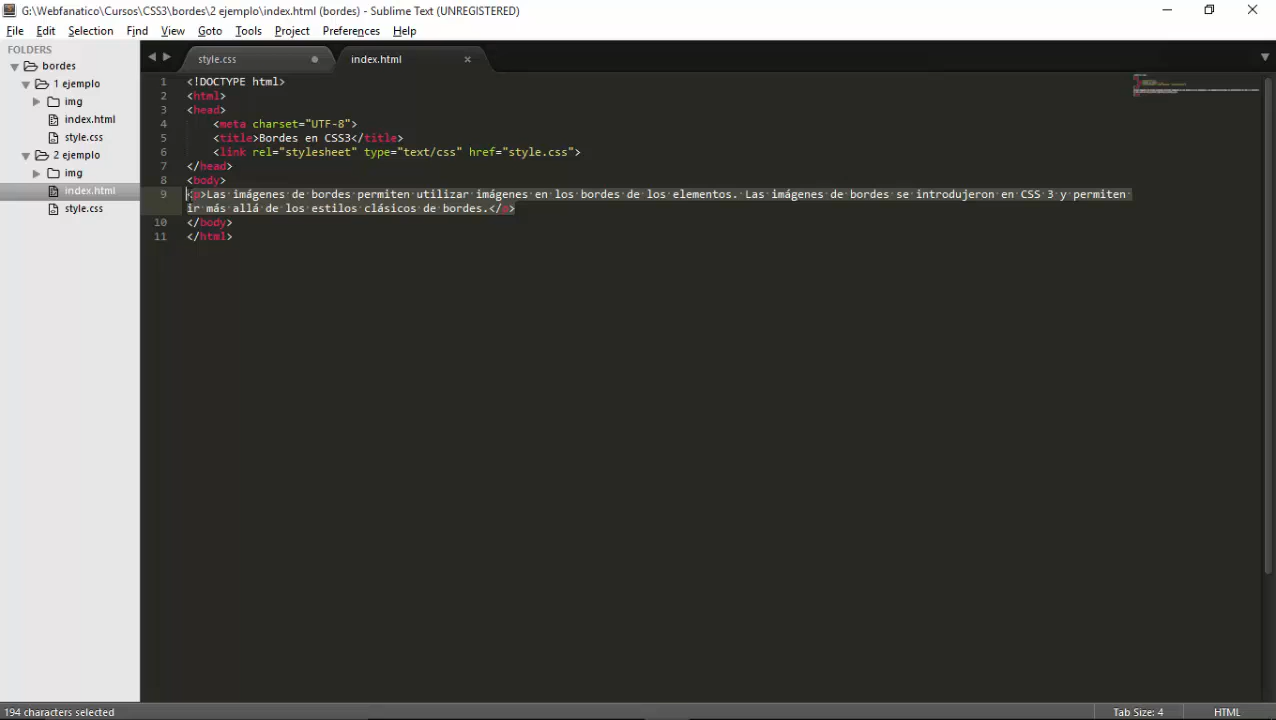 G:\Webfanatico\Cursos\CSS3\bordes\2 ejemplo\index.html (bordes) - Sublime Text (UNREGISTERED)
File Edit Selection Find View Goto Tools Project Preferences Help
FOLDERS
bordes
1 ejemplo
img
index.html
style.css
2 ejemplo
img
index.html
style.css
style.css index.html
1 <!DOCTYPE html>
2 <html>
3 <head>
4 <meta charset="UTF-8">
5 <title>Bordes en CSS3</title>
6 <link rel="stylesheet" type="text/css" href="style.css">
7 </head>
8 <body>
9 <p>Las imágenes de bordes permiten utilizar imágenes en los bordes de los elementos. Las imágenes de bordes se introdujeron en CSS 3 y permiten
ir más allá de los estilos clásicos de bordes.</p>
10 </body>
11 </html>
194 characters selected Tab Size: 4 HTML